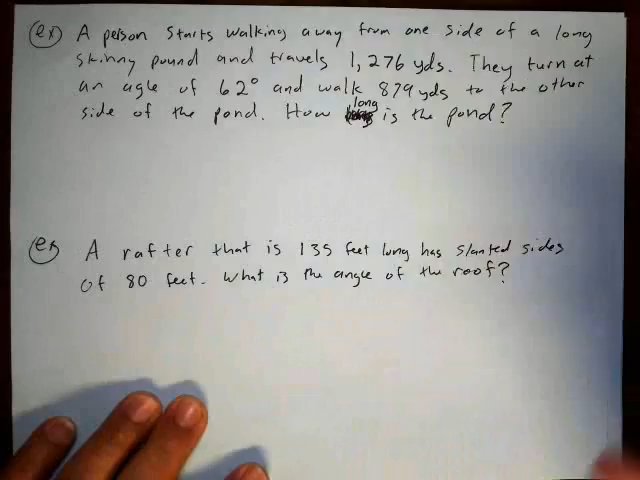 ex) A person starts walking away from one side of a long
skinny pound and travels 1,276 yds. They turn at
an agle of 62° and walk 879 yds to the other
side of the pond. How long is the pond?
ex) A rafter that is 135 feet long has slanted sides
of 80 feet. What is the angle of the roof?